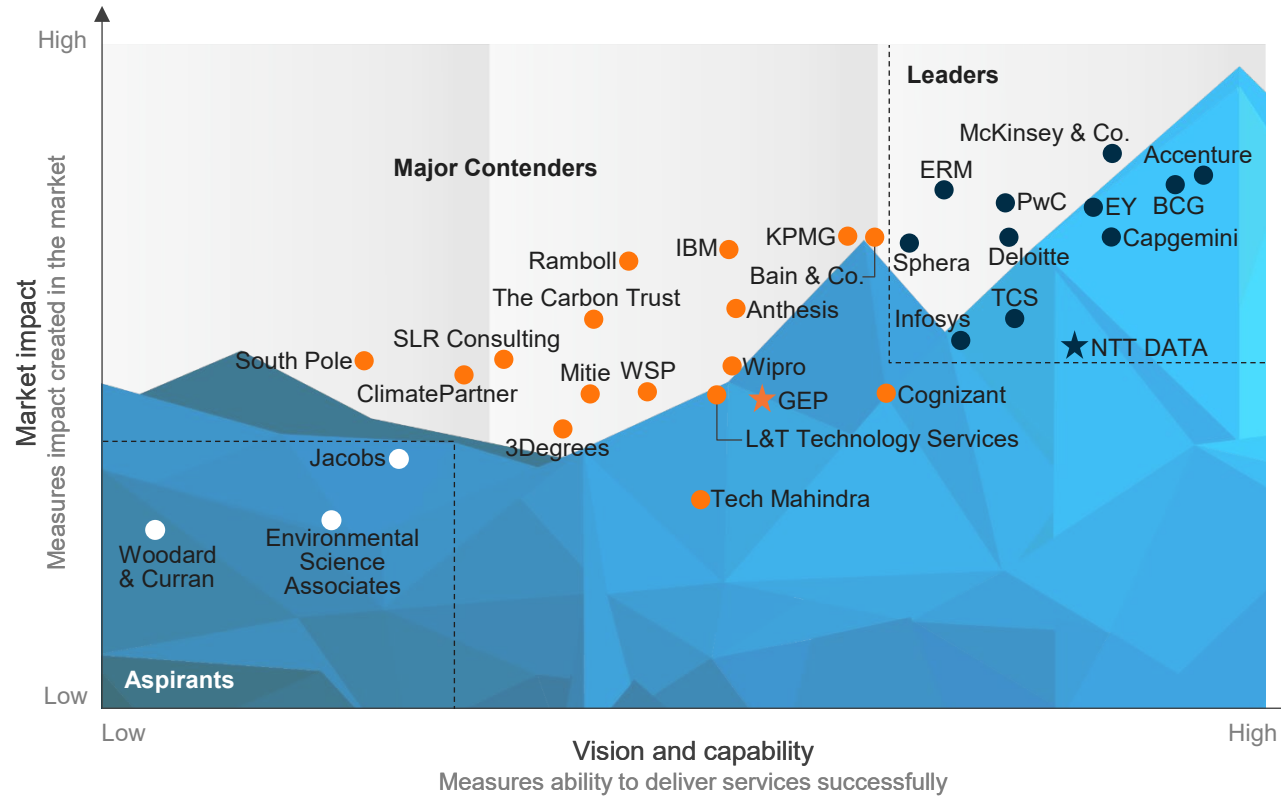 High
Leaders
McKinsey & Co.
Accenture
Major Contenders
ERM
PwC
EY
BCG
KPMG
IBM
Capgemini
Ramboll
Sphera
Deloitte
Bain & Co.
The Carbon Trust
TCS
Anthesis
Infosys
SLR Consulting
NTT DATA
South Pole
Mitie
WSP
Wipro
ClimatePartner
Cognizant
GEP
L&T Technology Services
3Degrees
Jacobs
Tech Mahindra
Environmental
Science
Associates
Woodard
& Curran
Aspirants
Low
Market impact
Measures impact created in the market
Low
High
Vision and capability
Measures ability to deliver services successfully